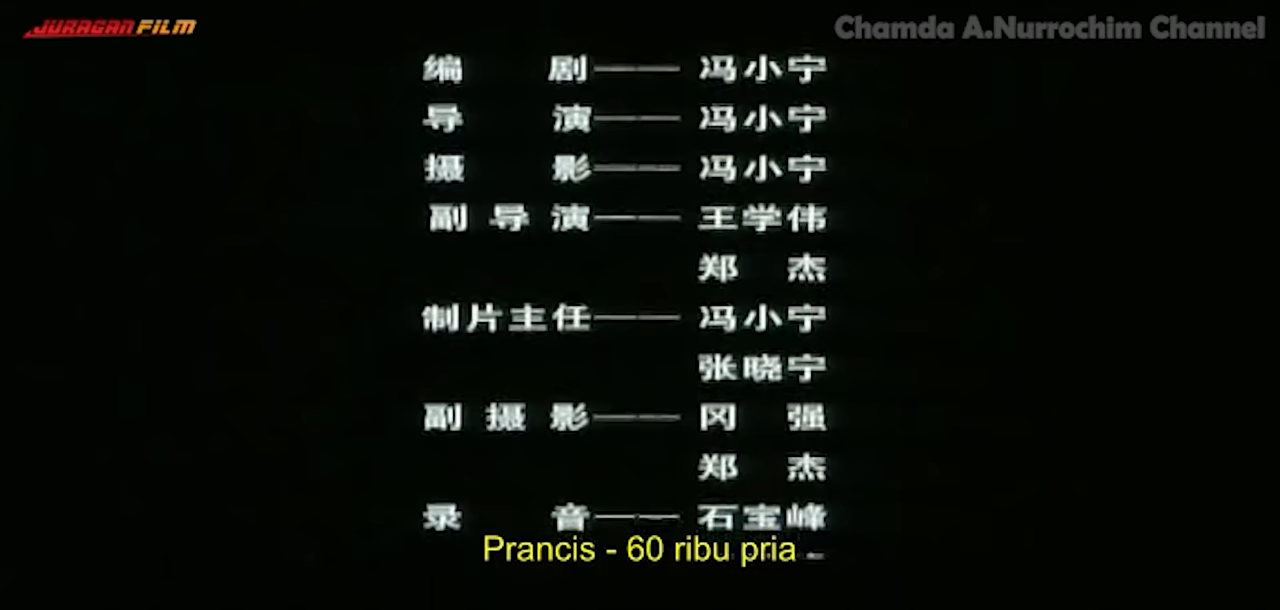 JURAGAN FILM
Chamda A.Nurrochim Channel
编 剧—— 冯小宁
导 演—— 冯小宁
摄 影—— 冯小宁
副 导 演—— 王学伟
郑 杰
制片主任—— 冯小宁
张晓宁
副 摄 影—— 冈 强
郑 杰
录 音—— 石宝峰
Prancis - 60 ribu pria